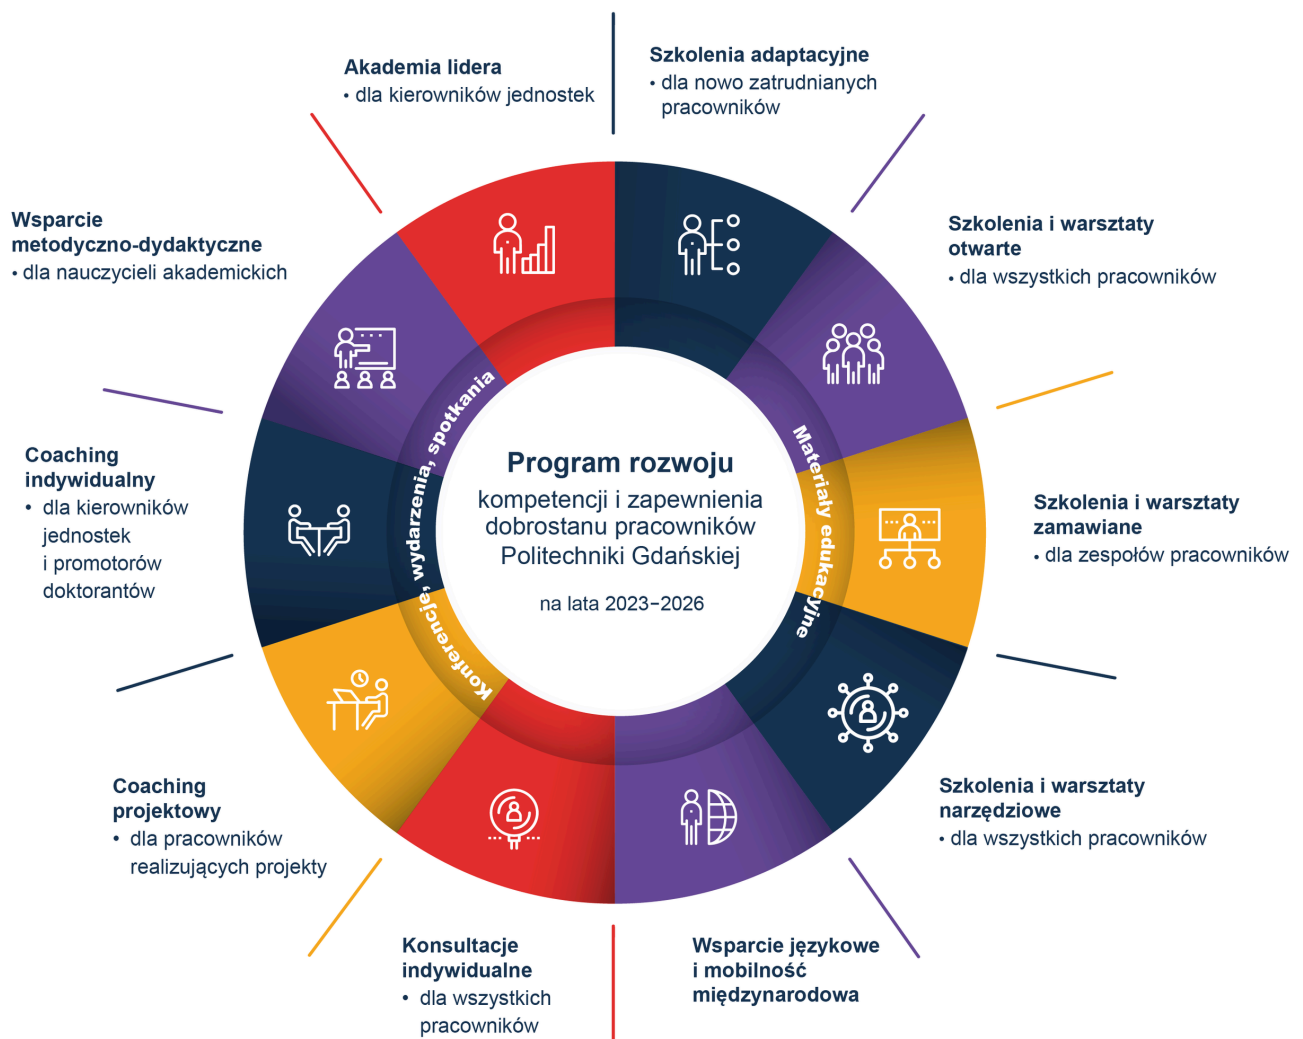 Akademia lidera
• dla kierowników jednostek
Szkolenia adaptacyjne
• dla nowo zatrudnianych
pracowników
Wsparcie
metodyczno-dydaktyczne
• dla nauczycieli akademickich
Szkolenia i warsztaty
otwarte
• dla wszystkich pracowników
Coaching
indywidualny
• dla kierowników
jednostek
i promotorów
doktorantów
Konferencje, wydarzenia, spotkania
Program rozwoju
kompetencji i zapewnienia
dobrostanu pracowników
Politechniki Gdańskiej
na lata 2023–2026
Materiały edukacyjne
Szkolenia i warsztaty
zamawiane
• dla zespołów pracowników
Coaching
projektowy
• dla pracowników
realizujących projekty
Szkolenia i warsztaty
narzędziowe
• dla wszystkich pracowników
Konsultacje
indywidualne
• dla wszystkich
pracowników
Wsparcie językowe
i mobilność
międzynarodowa